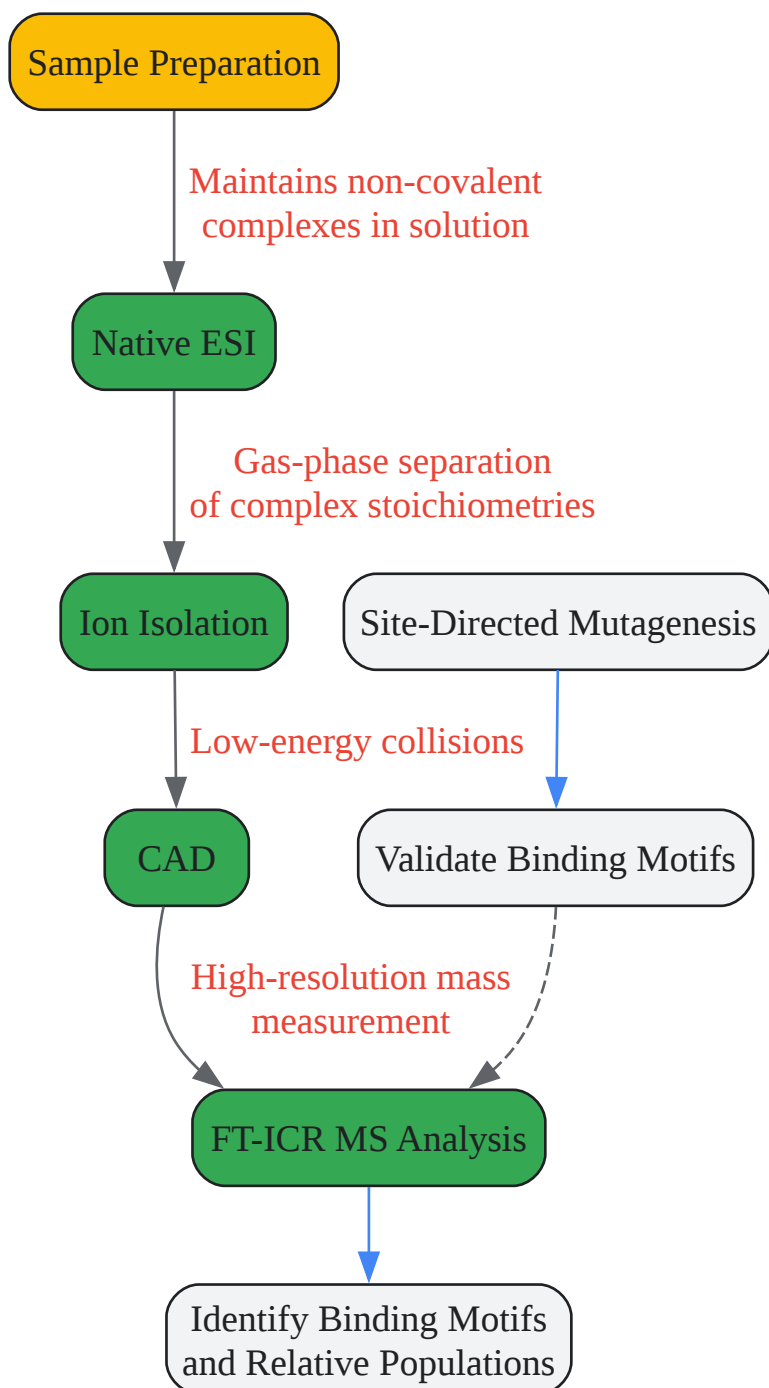 Sample Preparation
Maintains non-covalent
complexes in solution
Native ESI
Gas-phase separation
of complex stoichiometries
Ion Isolation
Site-Directed Mutagenesis
Low-energy collisions
CAD
Validate Binding Motifs
High-resolution mass
measurement
FT-ICR MS Analysis
Identify Binding Motifs
and Relative Populations